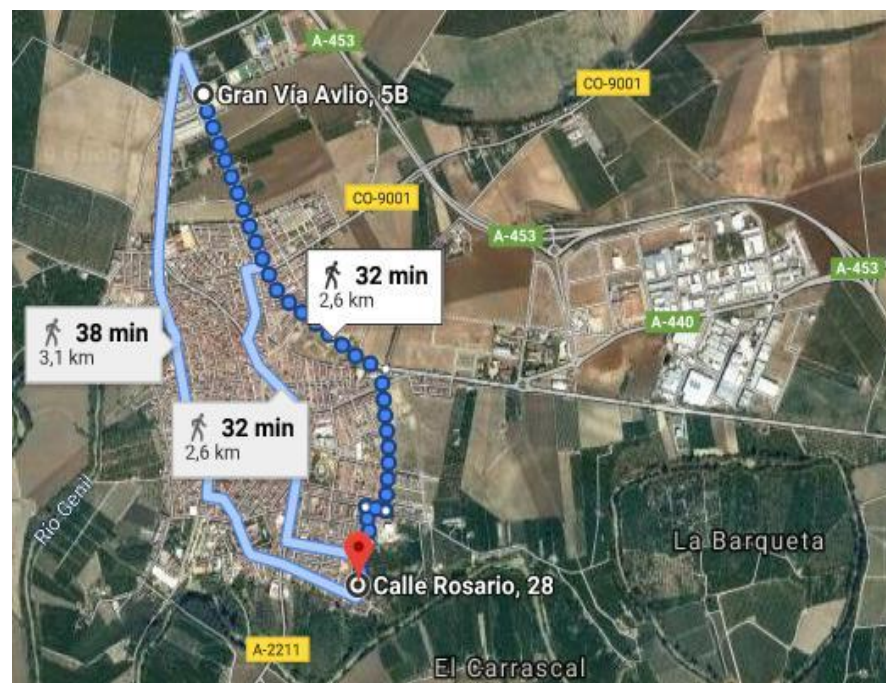 A-453
CO-9001
Gran Vía Avlio, 5B
CO-9001
A-453
A-453
32 min
2,6 km
A-440
38 min
3,1 km
32 min
2,6 km
Río Genil
La Barqueta
Calle Rosario, 28
A-2211
El Carrascal